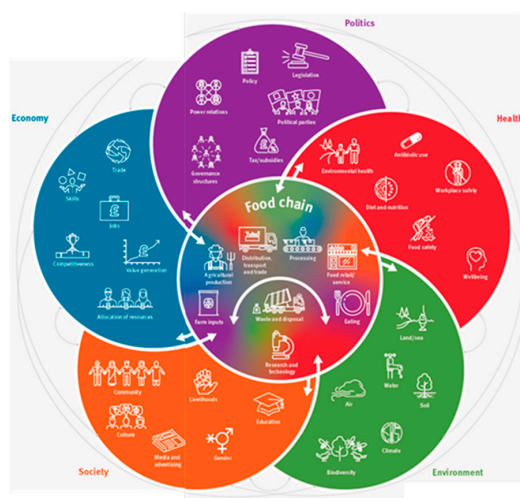 Politics
Economy
Health
Policy
Legislation
Power relations
Political parties
Governance
structures
Tax/subsidies
Trade
Skills
Jobs
Competitiveness
Value generation
Allocation of resources
Environmental health
Antibiotic use
Workplace safety
Diet and nutrition
Food safety
Wellbeing
Food chain
Agricultural
production
Distribution,
transport
and trade
Processing
Food retail/
service
Farm inputs
Waste and disposal
Eating
Research and
technology
Land/sea
Water
Air
Soil
Climate
Biodiversity
Community
Livelihoods
Culture
Education
Media and
advertising
Gender
Society
Environment